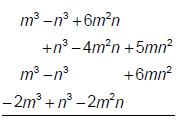 m³ − n³ + 6m²n
+n³ − 4m²n + 5mn²
m³ − n³ + 6mn²
− 2m³ + n³ − 2m²n